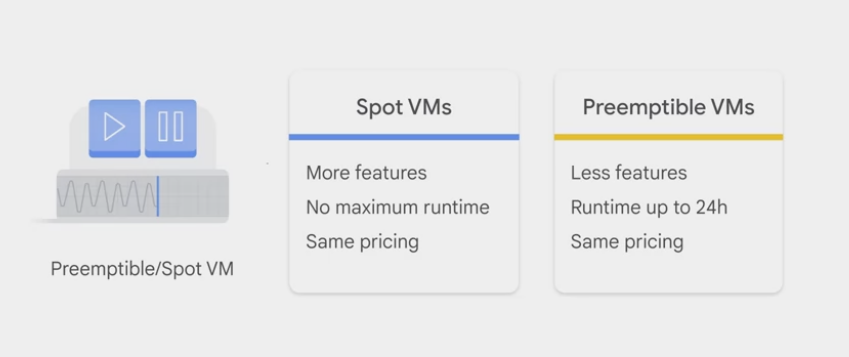 Preemptible/Spot VM
Spot VMs
More features
No maximum runtime
Same pricing
Preemptible VMs
Less features
Runtime up to 24h
Same pricing